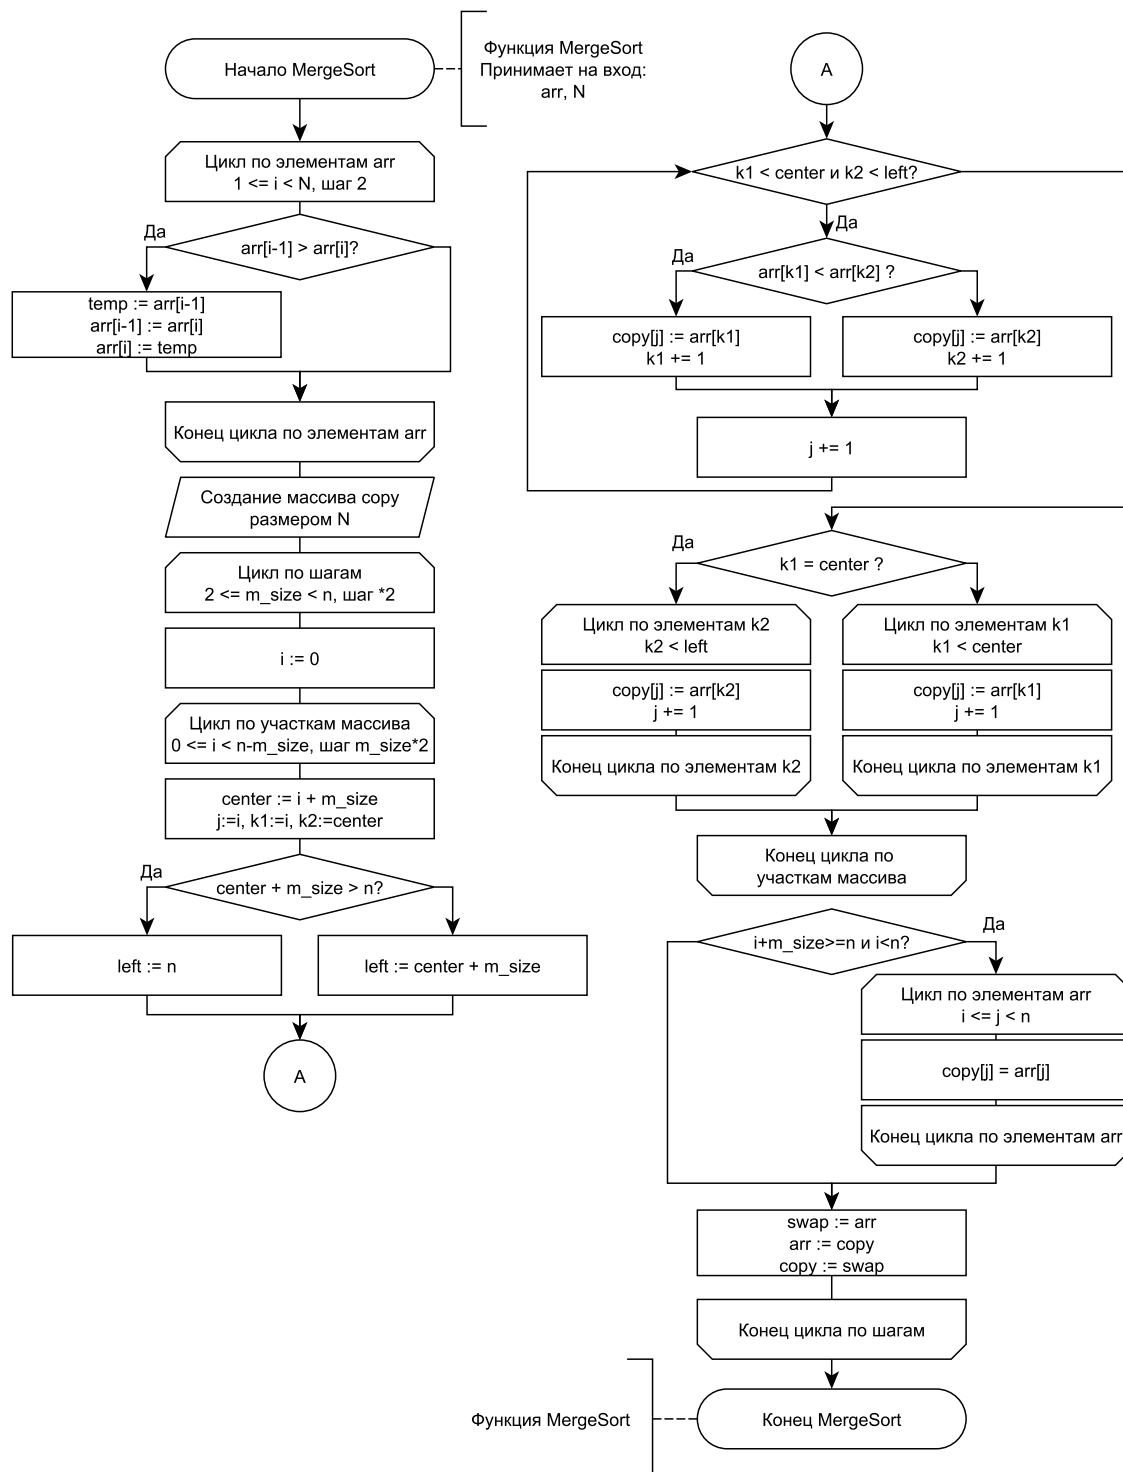 Начало MergeSort
Функция MergeSort
Принимает на вход:
arr, N
Цикл по элементам arr
1 <= i < N, шаг 2
Да
arr[i-1] > arr[i]?
temp := arr[i-1]
arr[i-1] := arr[i]
arr[i] := temp
Конец цикла по элементам arr
Создание массива copy
размером N
Цикл по шагам
2 <= m_size < n, шаг *2
i := 0
Цикл по участкам массива
0 <= i < n-m_size, шаг m_size*2
center := i + m_size
j:=i, k1:=i, k2:=center
Да
center + m_size > n?
left := n
left := center + m_size
A
A
k1 < center и k2 < left?
Да
Да
arr[k1] < arr[k2] ?
copy[j] := arr[k1]
k1 += 1
copy[j] := arr[k2]
k2 += 1
j += 1
Да
k1 = center ?
Цикл по элементам k2
k2 < left
Цикл по элементам k1
k1 < center
copy[j] := arr[k2]
j += 1
copy[j] := arr[k1]
j += 1
Конец цикла по элементам k2
Конец цикла по элементам k1
Конец цикла по
участкам массива
i+m_size>=n и i<n?
Да
Цикл по элементам arr
i <= j < n
copy[j] = arr[j]
Конец цикла по элементам arr
swap := arr
arr := copy
copy := swap
Конец цикла по шагам
Функция MergeSort
Конец MergeSort